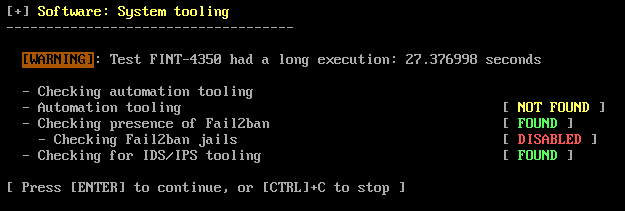 [+] Software: System tooling
------------------------------------
[WARNING]: Test FINT-4350 had a long execution: 27.376998 seconds
- Checking automation tooling
- Automation tooling [ NOT FOUND ]
- Checking presence of Fail2ban [ FOUND ]
- Checking Fail2ban jails [ DISABLED ]
- Checking for IDS/IPS tooling [ FOUND ]
[ Press [ENTER] to continue, or [CTRL]+C to stop ]